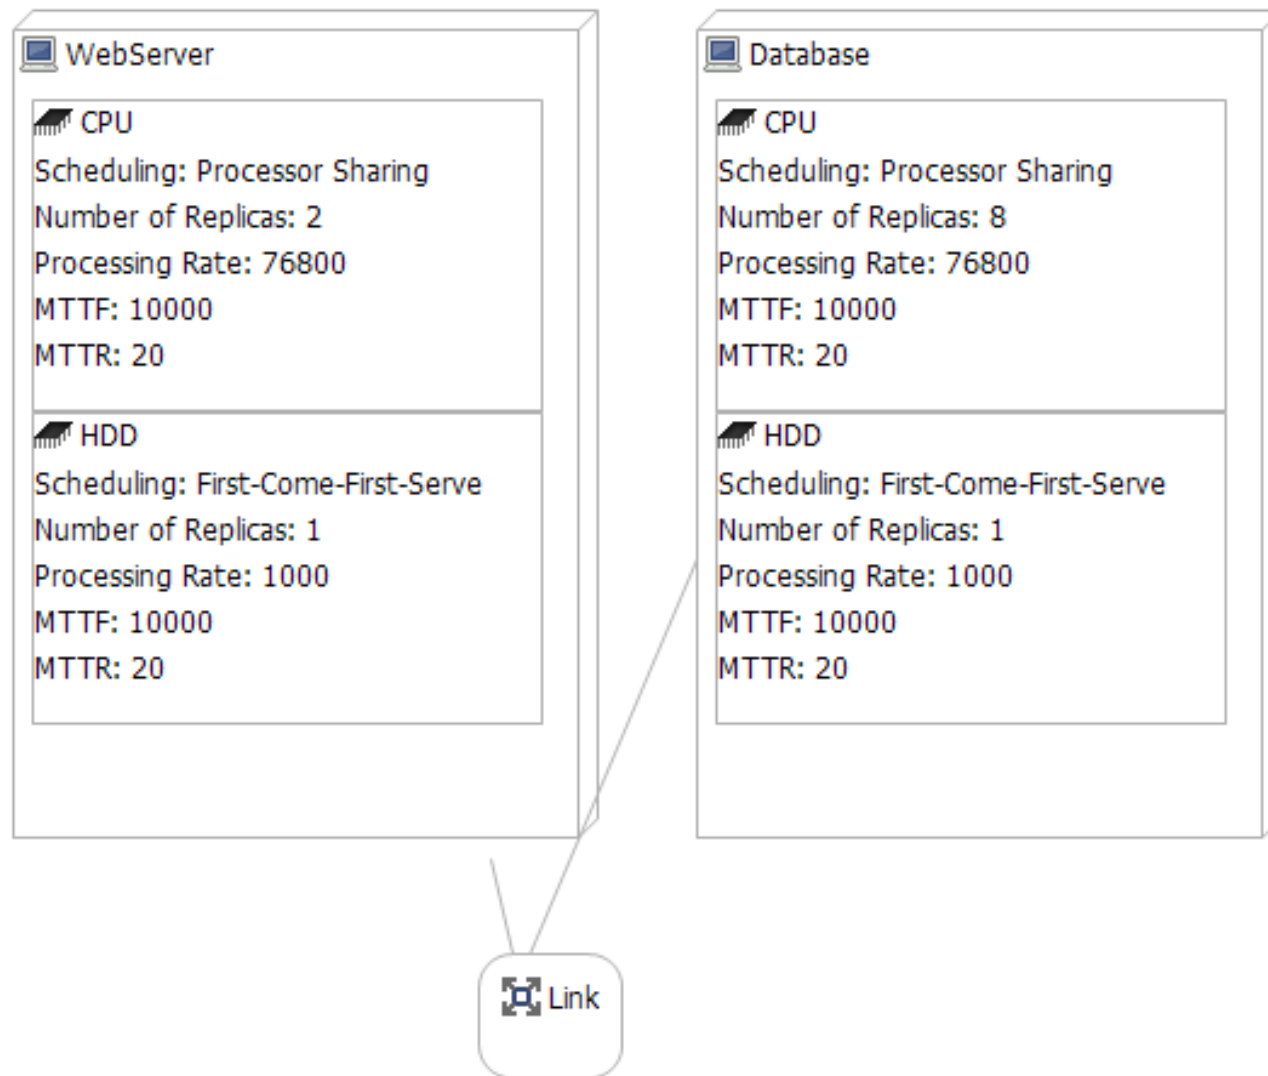 WebServer
CPU
Scheduling: Processor Sharing
Number of Replicas: 2
Processing Rate: 76800
MTTF: 10000
MTTR: 20
HDD
Scheduling: First-Come-First-Serve
Number of Replicas: 1
Processing Rate: 1000
MTTF: 10000
MTTR: 20
Database
CPU
Scheduling: Processor Sharing
Number of Replicas: 8
Processing Rate: 76800
MTTF: 10000
MTTR: 20
HDD
Scheduling: First-Come-First-Serve
Number of Replicas: 1
Processing Rate: 1000
MTTF: 10000
MTTR: 20
Link